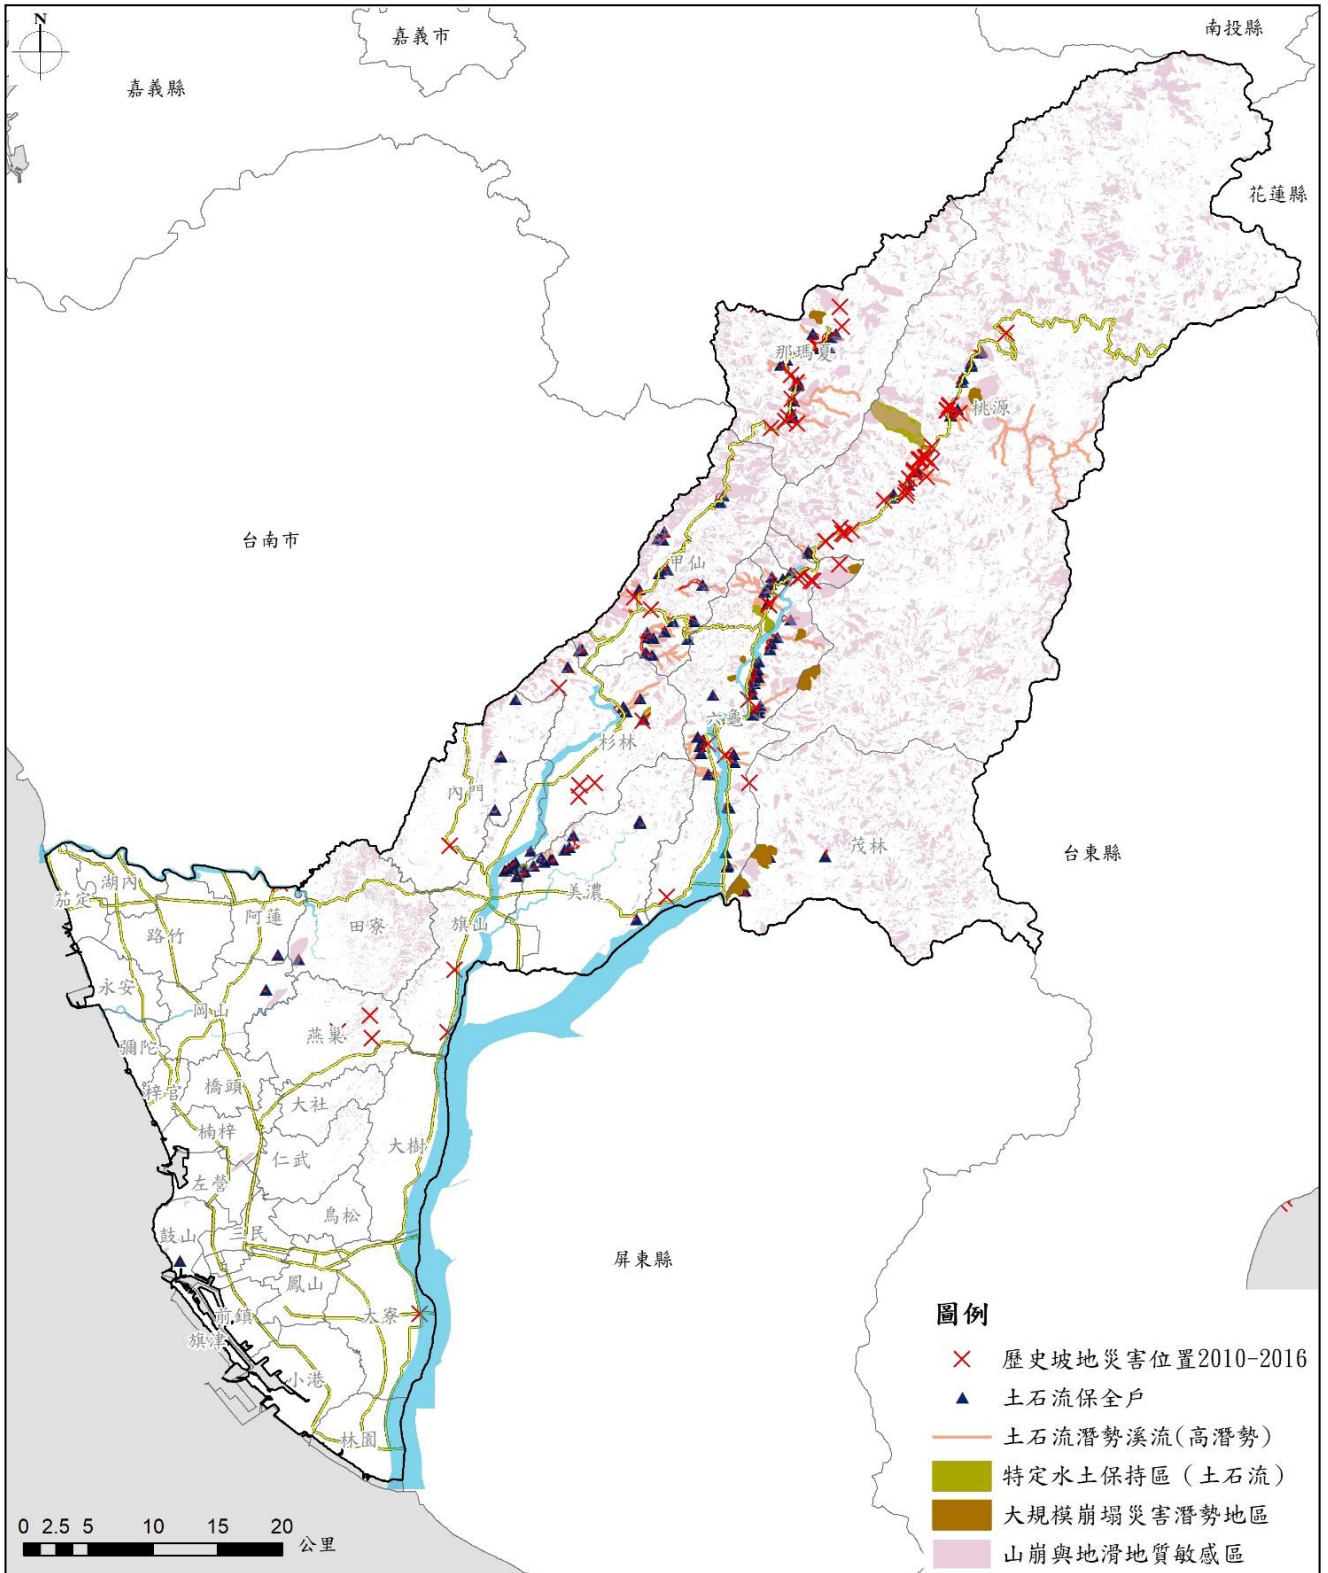 N
嘉義市
南投縣
嘉義縣
花蓮縣
那瑪夏
桃源
台南市
甲仙
六龜
杉林
內門
茂林
台東縣
美濃
湖內
茄定
阿蓮
田寮
旗山
路竹
永安
岡山
燕巢
彌陀
橋頭
梓官
大社
楠梓
大樹
仁武
左營
鳥松
鼓山
三民
屏東縣
鳳山
前鎮
大寮
旗津
小港
林園
圖例
歷史坡地災害位置2010-2016
土石流保全戶
土石流潛勢溪流(高潛勢)
特定水土保持區（土石流）
大規模崩塌災害潛勢地區
山崩與地滑地質敏感區
0 2.5 5 10 15 20
公里